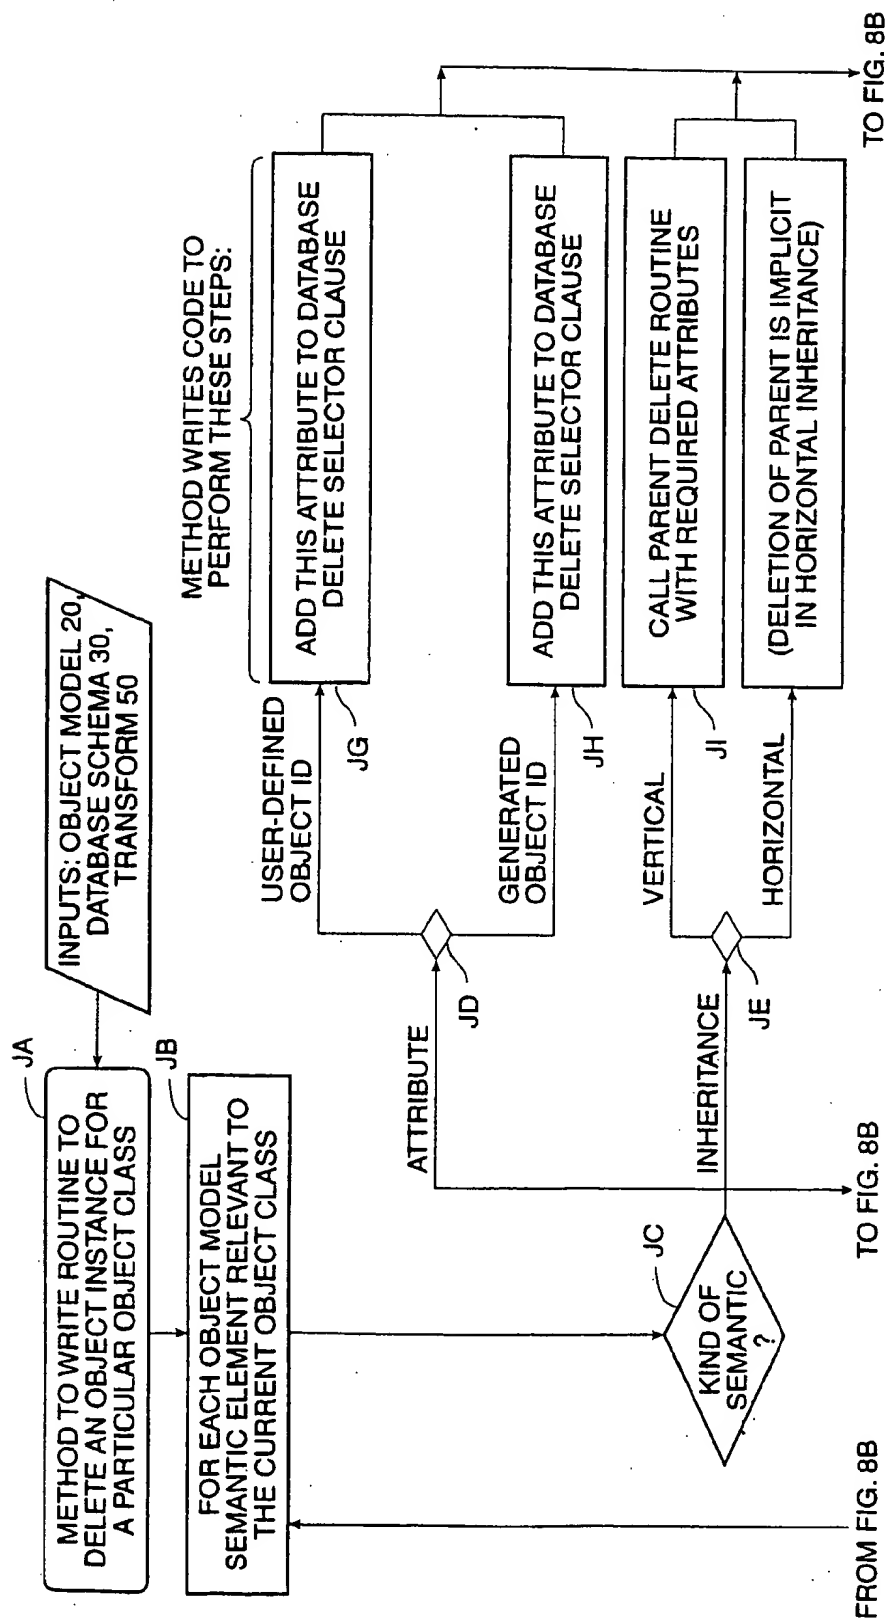 METHOD TO WRITE ROUTINE TO
DELETE AN OBJECT INSTANCE FOR
A PARTICULAR OBJECT CLASS
JA
INPUTS: OBJECT MODEL 20,
DATABASE SCHEMA 30,
TRANSFORM 50
FOR EACH OBJECT MODEL
SEMANTIC ELEMENT RELEVANT TO
THE CURRENT OBJECT CLASS
JB
METHOD WRITES CODE TO
PERFORM THESE STEPS:
USER-DEFINED
OBJECT ID
ADD THIS ATTRIBUTE TO DATABASE
DELETE SELECTOR CLAUSE
JG
ATTRIBUTE
JD
GENERATED
OBJECT ID
ADD THIS ATTRIBUTE TO DATABASE
DELETE SELECTOR CLAUSE
JH
KIND OF
SEMANTIC
?
JC
INHERITANCE
JE
VERTICAL
CALL PARENT DELETE ROUTINE
WITH REQUIRED ATTRIBUTES
JI
HORIZONTAL
(DELETION OF PARENT IS IMPLICIT
IN HORIZONTAL INHERITANCE)
FROM FIG. 8B
TO FIG. 8B
TO FIG. 8B